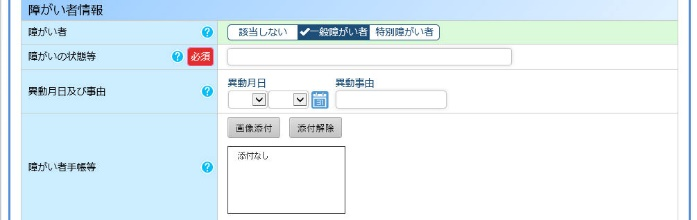 障がい者情報
障がい者 ? 該当しない ✔一般障がい者 特別障がい者
障がいの状態等 ? 必須
異動月日 異動事由
異動月日及び事由 ?
画像添付 添付解除
添付なし
障がい者手帳等 ?